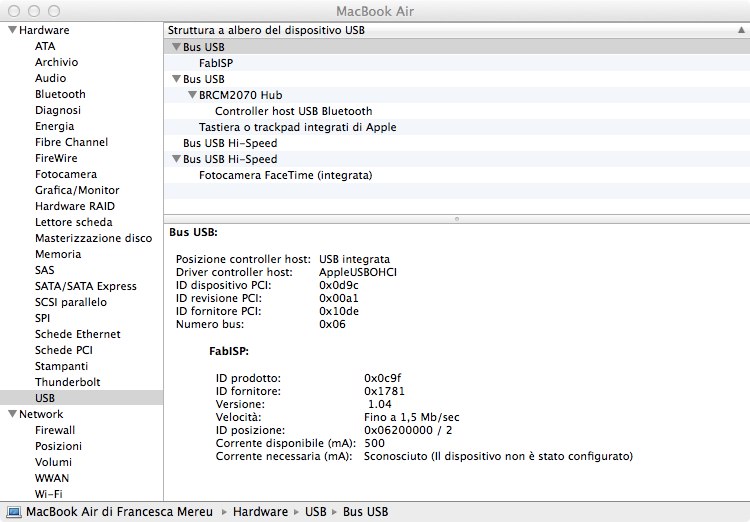 MacBook Air
Hardware
ATA
Archivio
Audio
Bluetooth
Diagnosi
Energia
Fibre Channel
FireWire
Fotocamera
Grafica/Monitor
Hardware RAID
Lettore scheda
Masterizzazione disco
Memoria
SAS
SATA/SATA Express
SCSI parallelo
SPI
Schede Ethernet
Schede PCI
Stampanti
Thunderbolt
USB
Network
Firewall
Posizioni
Volumi
WWAN
Wi-Fi
Struttura a albero del dispositivo USB
Bus USB
FabISP
Bus USB
BRCM2070 Hub
Controller host USB Bluetooth
Tastiera o trackpad integrati di Apple
Bus USB Hi-Speed
Bus USB Hi-Speed
Fotocamera FaceTime (integrata)
Bus USB:
Posizione controller host: USB integrata
Driver controller host: AppleUSBOHCI
ID dispositivo PCI: 0x0d9c
ID revisione PCI: 0x00a1
ID fornitore PCI: 0x10de
Numero bus: 0x06
FabISP:
ID prodotto: 0x0c9f
ID fornitore: 0x1781
Versione: 1.04
Velocità: Fino a 1,5 Mb/sec
ID posizione: 0x06200000 / 2
Corrente disponibile (mA): 500
Corrente necessaria (mA): Sconosciuto (Il dispositivo non è stato configurato)
MacBook Air di Francesca Mereu ▸ Hardware ▸ USB ▸ Bus USB